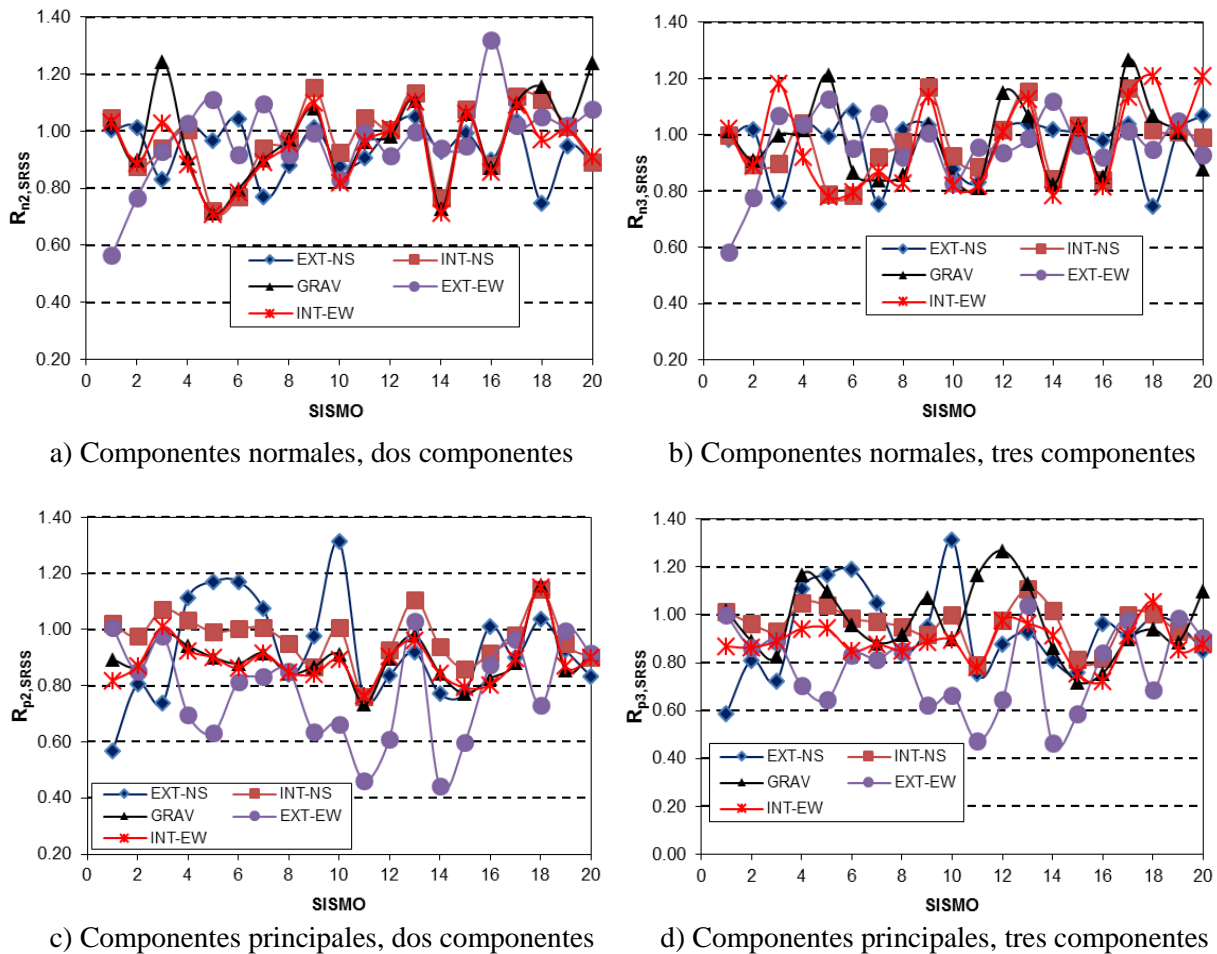 1.40
1.20
1.00
0.80
0.60
0.40
0.20
R n2,SRSS
0 2 4 6 8 10 12 14 16 18 20
SISMO
EXT-NS INT-NS
GRAV EXT-EW
INT-EW
a) Componentes normales, dos componentes
1.40
1.20
1.00
0.80
0.60
0.40
0.20
R n3,SRSS
0 2 4 6 8 10 12 14 16 18 20
SISMO
EXT-NS INT-NS
GRAV EXT-EW
INT-EW
b) Componentes normales, tres componentes
1.40
1.20
1.00
0.80
0.60
0.40
0.20
R p2,SRSS
0 2 4 6 8 10 12 14 16 18 20
SISMO
EXT-NS INT-NS
GRAV EXT-EW
INT-EW
c) Componentes principales, dos componentes
1.40
1.20
1.00
0.80
0.60
0.40
0.20
0.00
R p3,SRSS
0 2 4 6 8 10 12 14 16 18 20
SISMO
EXT-NS INT-NS
GRAV EXT-EW
INT-EW
d) Componentes principales, tres componentes